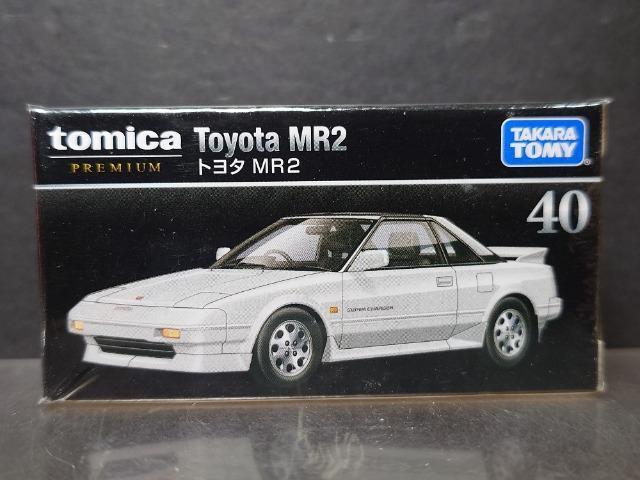 tomica
PREMIUM
Toyota MR2
トヨタ MR2
TAKARA
TOMY
40
SUPER CHARGER